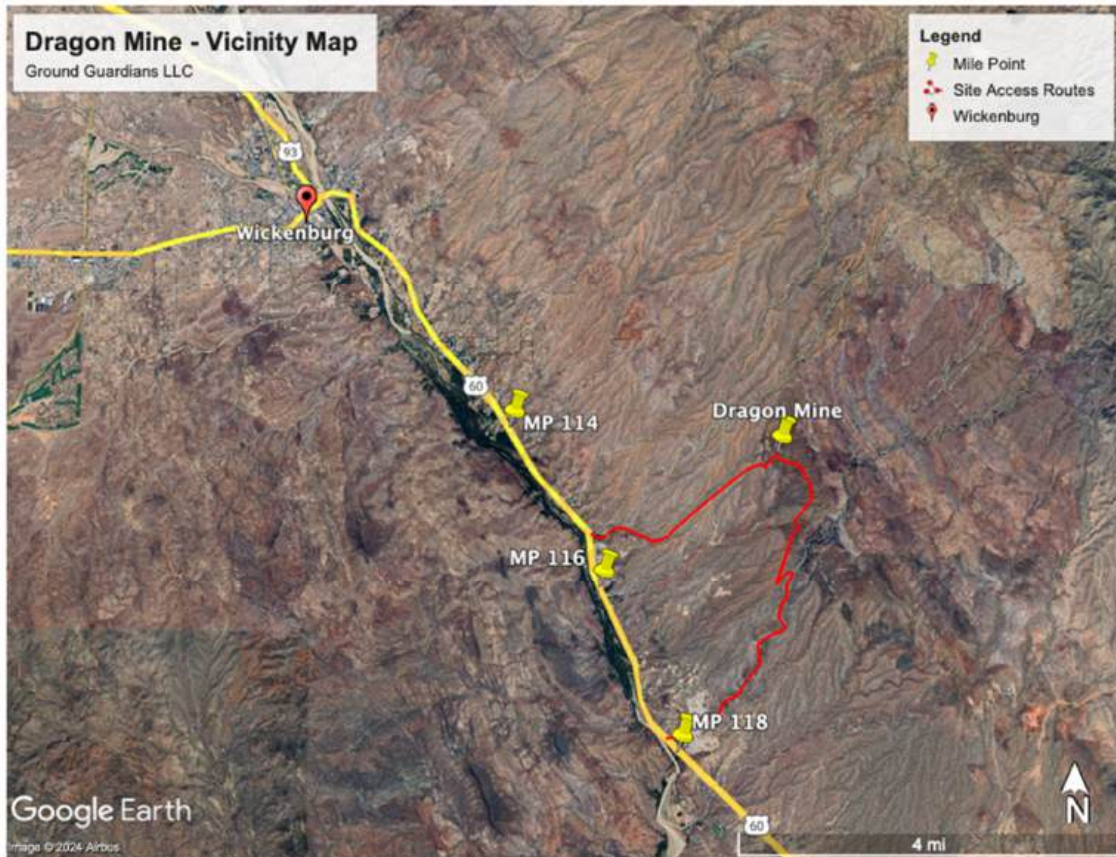 Dragon Mine - Vicinity Map
Ground Guardians LLC
Legend
Mile Point
Site Access Routes
Wickenburg
93
Wickenburg
60
MP 114
Dragon Mine
MP 116
MP 118
Google Earth
Image © 2024 Airbus
60
4 mi
N